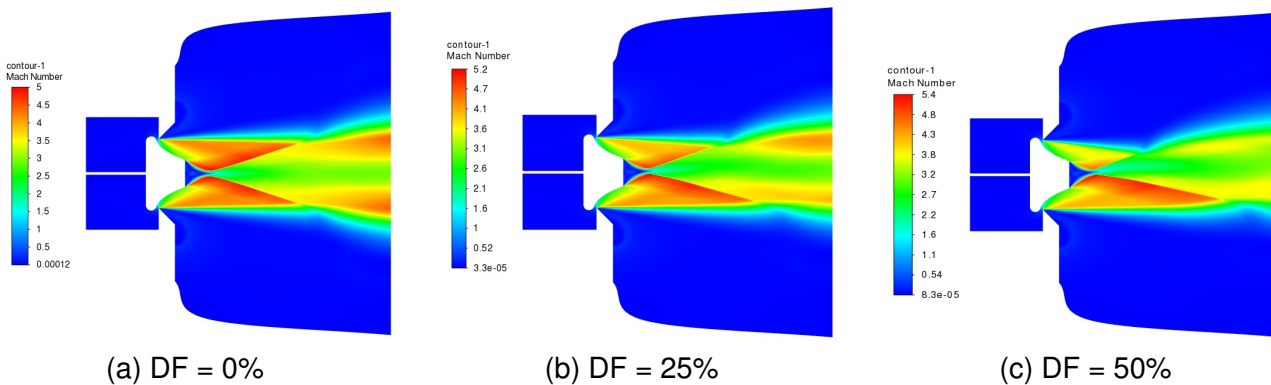 contour-1
Mach Number
5
4.5
4
3.5
3
2.5
2
1.5
1
0.5
0.00012
(a) DF = 0%
contour-1
Mach Number
5.2
4.6
4.1
3.6
3.1
2.6
2.1
1.6
1
0.52
3.3e-05
(b) DF = 25%
contour-1
Mach Number
5.4
4.8
4.3
3.8
3.2
2.7
2.2
1.6
1.1
0.54
8.3e-05
(c) DF = 50%